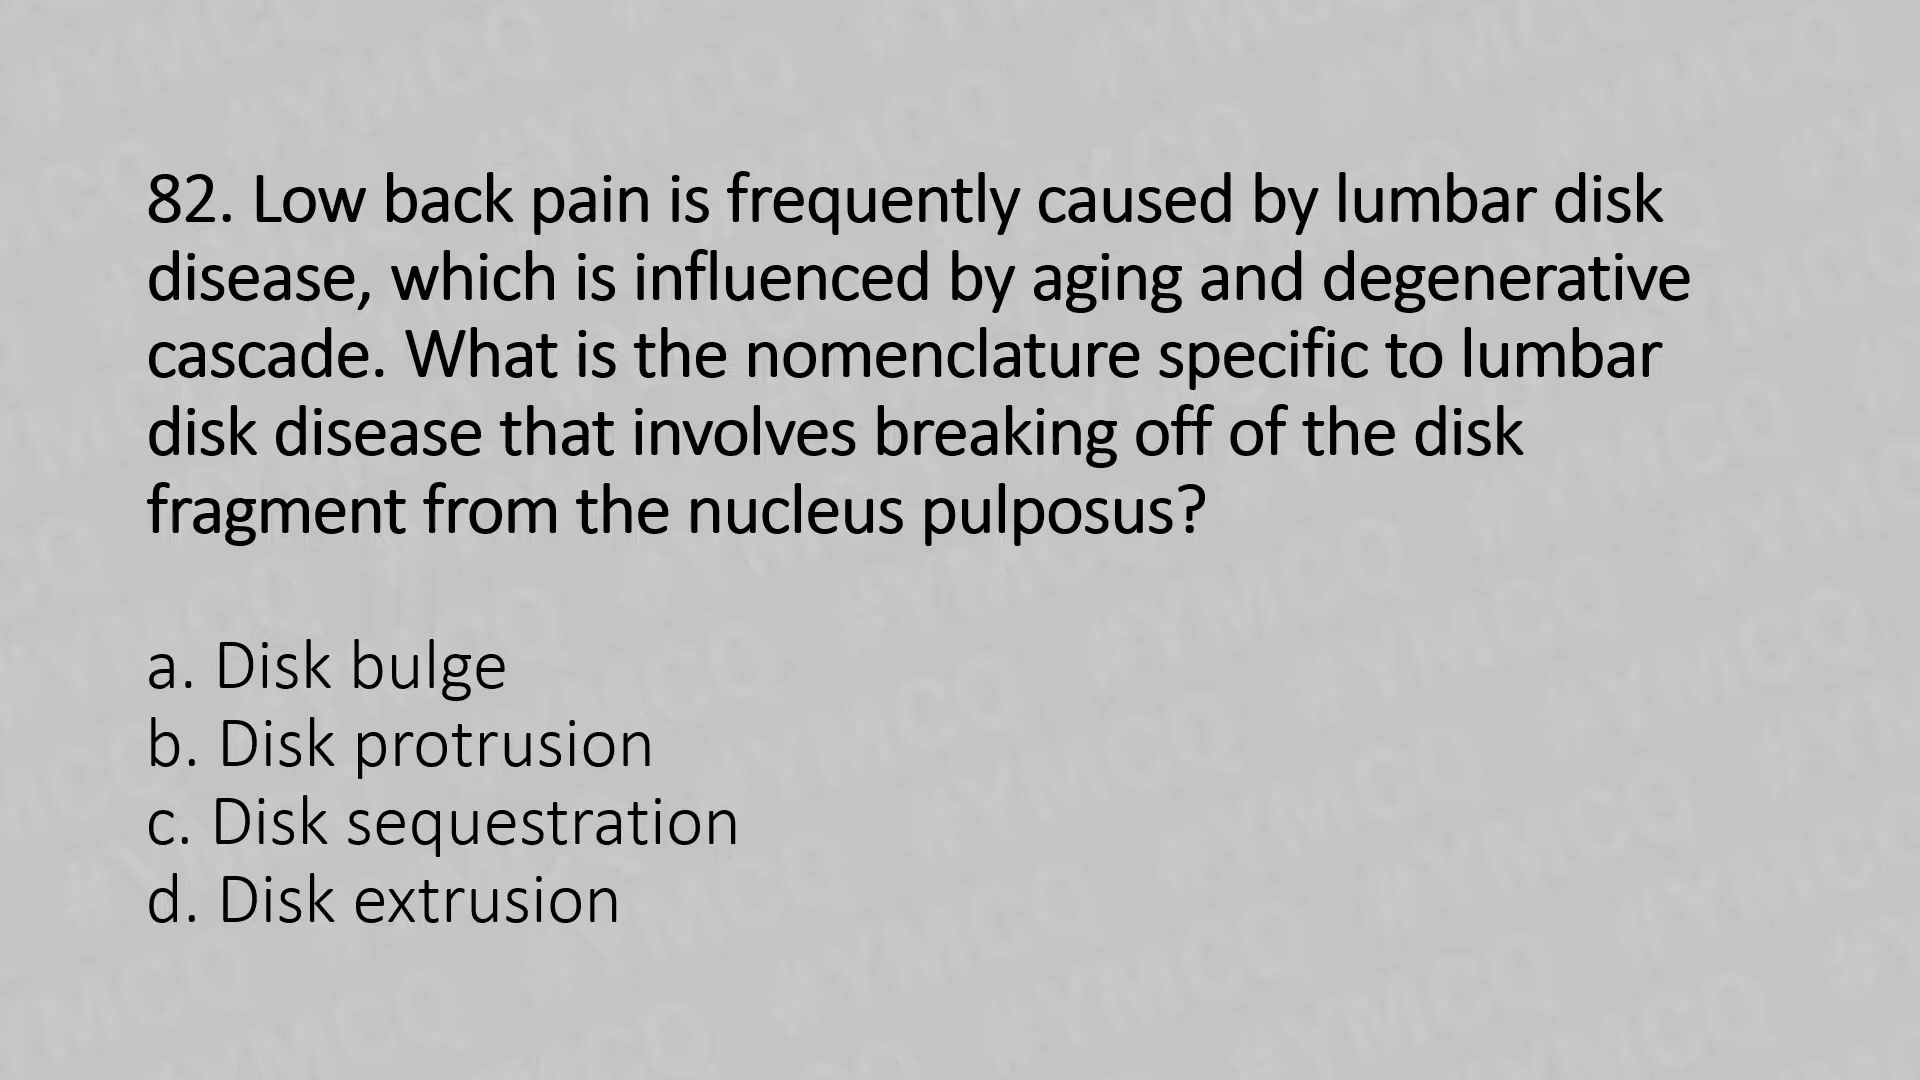 82. Low back pain is frequently caused by lumbar disk
disease, which is influenced by aging and degenerative
cascade. What is the nomenclature specific to lumbar
disk disease that involves breaking off of the disk
fragment from the nucleus pulposus?
a. Disk bulge
b. Disk protrusion
c. Disk sequestration
d. Disk extrusion
#YMCQ